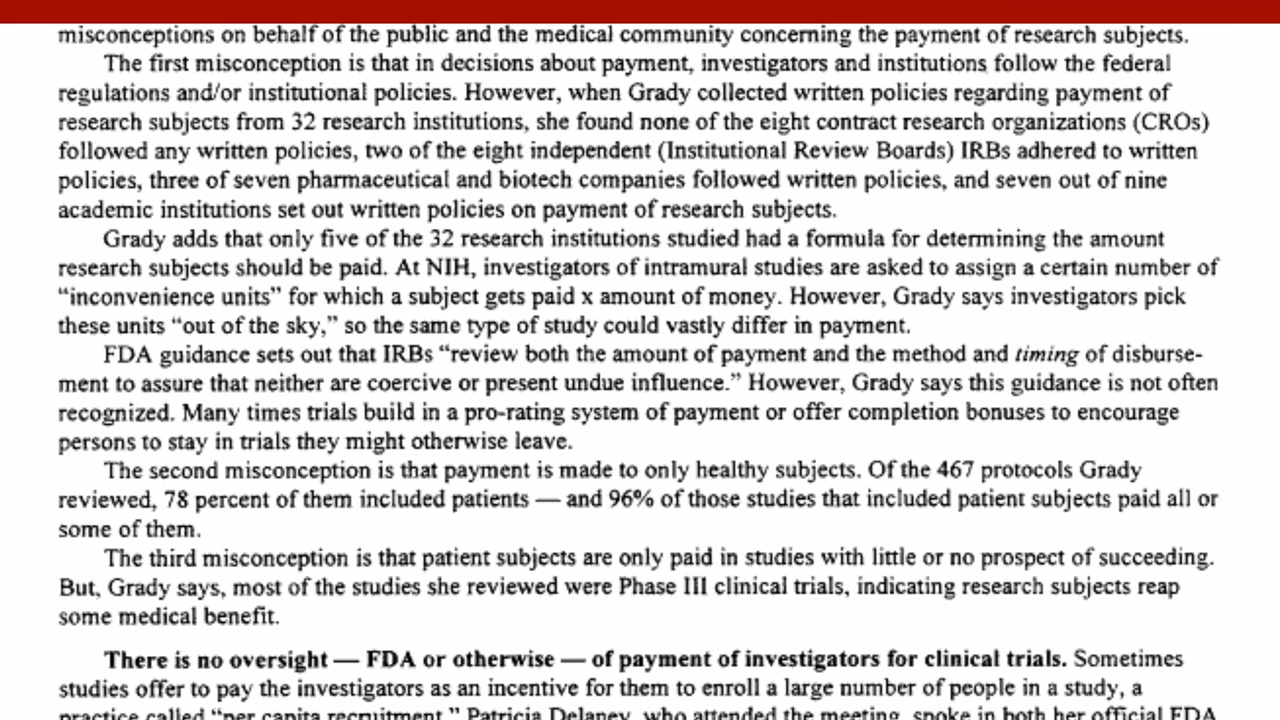 misconceptions on behalf of the public and the medical community concerning the payment of research subjects.
The first misconception is that in decisions about payment, investigators and institutions follow the federal
regulations and/or institutional policies. However, when Grady collected written policies regarding payment of
research subjects from 32 research institutions, she found none of the eight contract research organizations (CROs)
followed any written policies, two of the eight independent (Institutional Review Boards) IRBs adhered to written
policies, three of seven pharmaceutical and biotech companies followed written policies, and seven out of nine
academic institutions set out written policies on payment of research subjects.
Grady adds that only five of the 32 research institutions studied had a formula for determining the amount
research subjects should be paid. At NIH, investigators of intramural studies are asked to assign a certain number of
“inconvenience units” for which a subject gets paid x amount of money. However, Grady says investigators pick
these units “out of the sky,” so the same type of study could vastly differ in payment.
FDA guidance sets out that IRBs “review both the amount of payment and the method and timing of disburse-
ment to assure that neither are coercive or present undue influence.” However, Grady says this guidance is not often
recognized. Many times trials build in a pro-rating system of payment or offer completion bonuses to encourage
persons to stay in trials they might otherwise leave.
The second misconception is that payment is made to only healthy subjects. Of the 467 protocols Grady
reviewed, 78 percent of them included patients — and 96% of those studies that included patient subjects paid all or
some of them.
The third misconception is that patient subjects are only paid in studies with little or no prospect of succeeding.
But, Grady says, most of the studies she reviewed were Phase III clinical trials, indicating research subjects reap
some medical benefit.
There is no oversight — FDA or otherwise — of payment of investigators for clinical trials. Sometimes
studies offer to pay the investigators as an incentive for them to enroll a large number of people in a study, a
practice called “per capita recruitment.” Patricia Delaney, who attended the meeting, spoke in both her official FDA